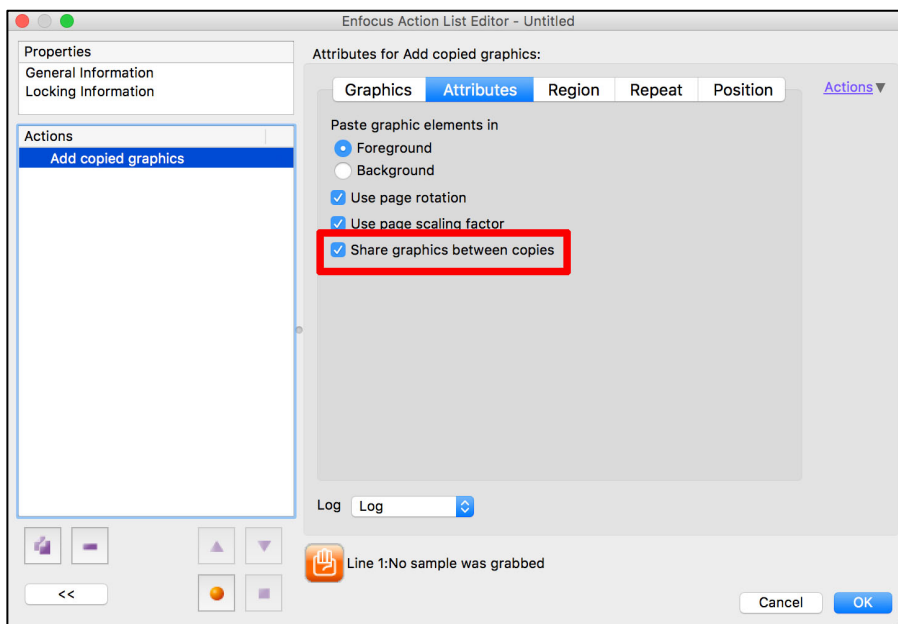 Enfocus Action List Editor - Untitled
Properties
General Information
Locking Information
Actions
Add copied graphics
<<
Attributes for Add copied graphics:
Graphics Attributes Region Repeat Position
Actions▼
Paste graphic elements in
Foreground
Background
Use page rotation
Use page scaling factor
Share graphics between copies
Log Log
Line 1:No sample was grabbed
Cancel OK